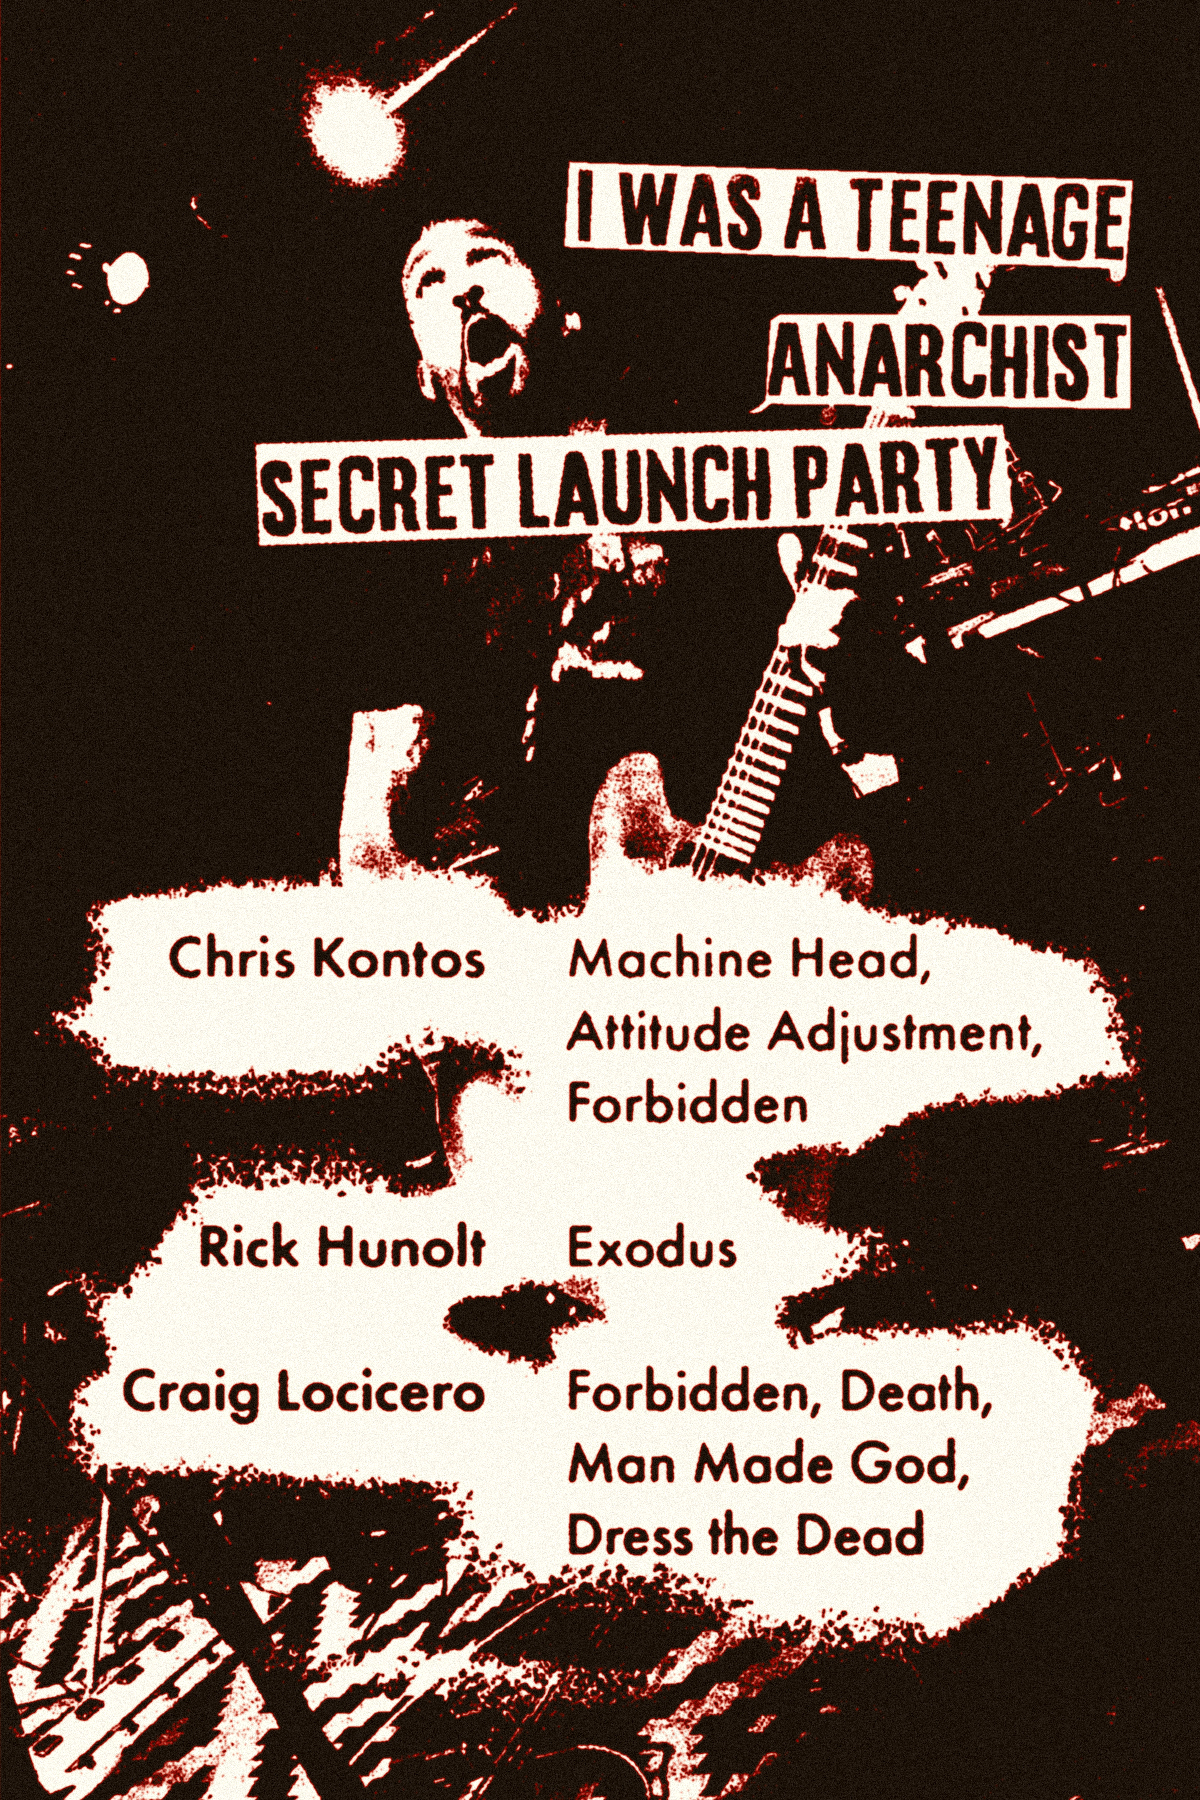 I WAS A TEENAGE
ANARCHIST
SECRET LAUNCH PARTY
Chris Kontos Machine Head,
Attitude Adjustment,
Forbidden
Rick Hunolt Exodus
Craig Locicero Forbidden, Death,
Man Made God,
Dress the Dead